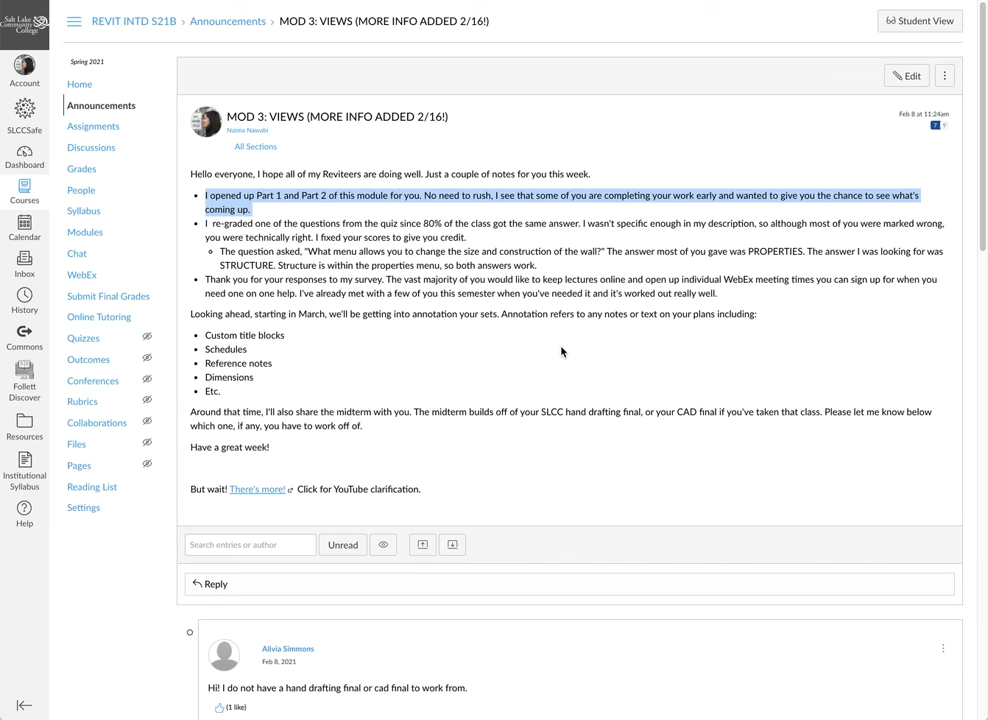 Salt Lake
Community
College
REVIT INTD S21B › Announcements › MOD 3: VIEWS (MORE INFO ADDED 2/16!)
Student View
Account
SLCCSafe
Dashboard
Courses
Calendar
Inbox
History
Commons
Follett
Discover
Resources
Institutional
Syllabus
Help
Spring 2021
Home
Announcements
Assignments
Discussions
Grades
People
Syllabus
Modules
Chat
WebEx
Submit Final Grades
Online Tutoring
Quizzes
Outcomes
Conferences
Rubrics
Collaborations
Files
Pages
Reading List
Settings
Edit
MOD 3: VIEWS (MORE INFO ADDED 2/16!)
Naima Nawabi
All Sections
Feb 8 at 11:24am
7 9
Hello everyone, I hope all of my Reviteers are doing well. Just a couple of notes for you this week.
• I opened up Part 1 and Part 2 of this module for you. No need to rush, I see that some of you are completing your work early and wanted to give you the chance to see what's
coming up.
• I re-graded one of the questions from the quiz since 80% of the class got the same answer. I wasn't specific enough in my description, so although most of you were marked wrong,
you were technically right. I fixed your scores to give you credit.
◦ The question asked, "What menu allows you to change the size and construction of the wall?" The answer most of you gave was PROPERTIES. The answer I was looking for was
STRUCTURE. Structure is within the properties menu, so both answers work.
• Thank you for your responses to my survey. The vast majority of you would like to keep lectures online and open up individual WebEx meeting times you can sign up for when you
need one on one help. I've already met with a few of you this semester when you've needed it and it's worked out really well.
Looking ahead, starting in March, we'll be getting into annotation your sets. Annotation refers to any notes or text on your plans including:
• Custom title blocks
• Schedules
• Reference notes
• Dimensions
• Etc.
Around that time, I'll also share the midterm with you. The midterm builds off of your SLCC hand drafting final, or your CAD final if you've taken that class. Please let me know below
which one, if any, you have to work off of.
Have a great week!
But wait! There's more! Click for YouTube clarification.
Search entries or author
Unread
Reply
Alivia Simmons
Feb 8, 2021
Hi! I do not have a hand drafting final or cad final to work from.
(1 like)